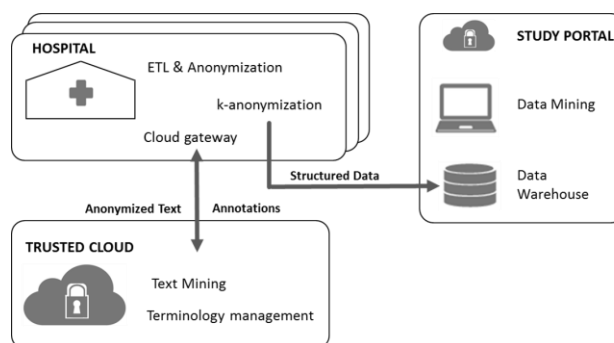 HOSPITAL
ETL & Anonymization
k-anonymization
Cloud gateway
STUDY PORTAL
Data Mining
Data
Warehouse
Structured Data
Anonymized Text
Annotations
TRUSTED CLOUD
Text Mining
Terminology management